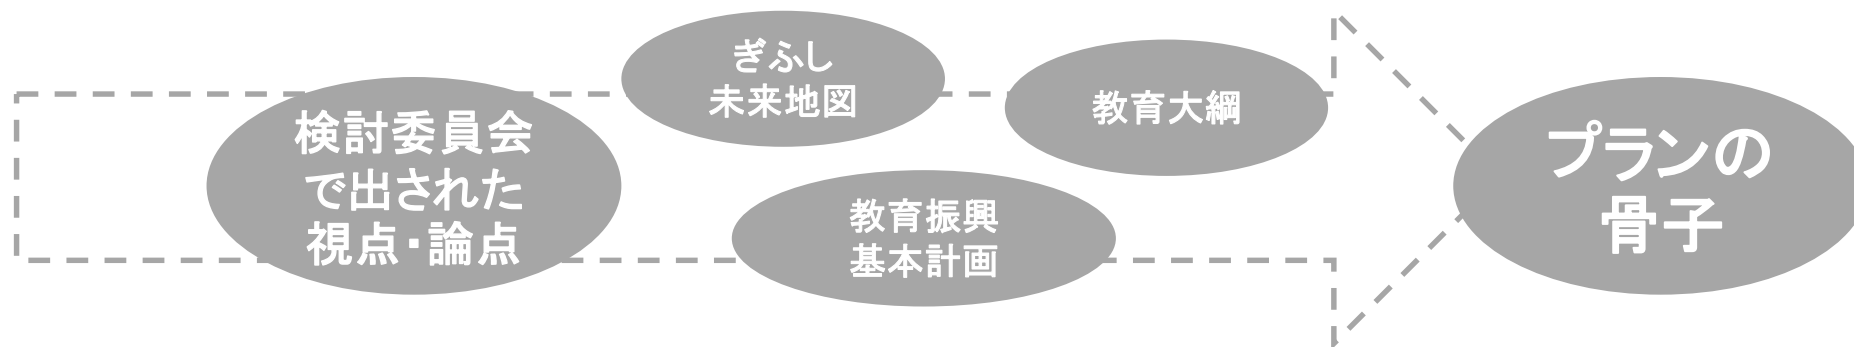 検討委員会
で出された
視点・論点
ぎふし
未来地図
教育大綱
教育振興
基本計画
プランの
骨子